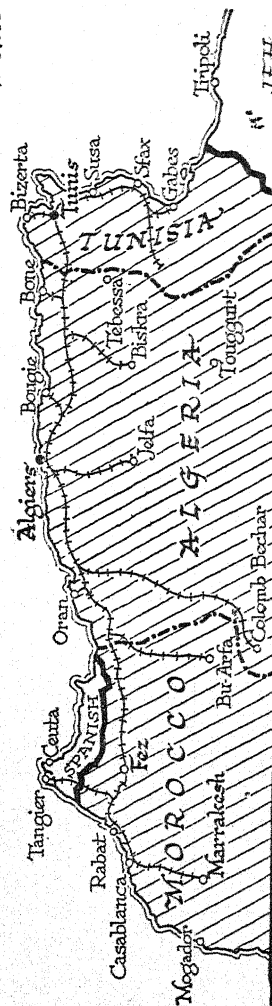 Tangier
Ceuta
SPANISH
Rabat
Casablanca
Mogador
Marrakesh
Fez
MOROCCO
Bu-Arfa
Colomb Bechar
Oran
Algiers
Jelfa
ALGERIA
Touggurt
Bougie
Bone
Biskra
Tebessa
Bizerta
Tunis
Susa
Sfax
Gabes
TUNISIA
Tripoli